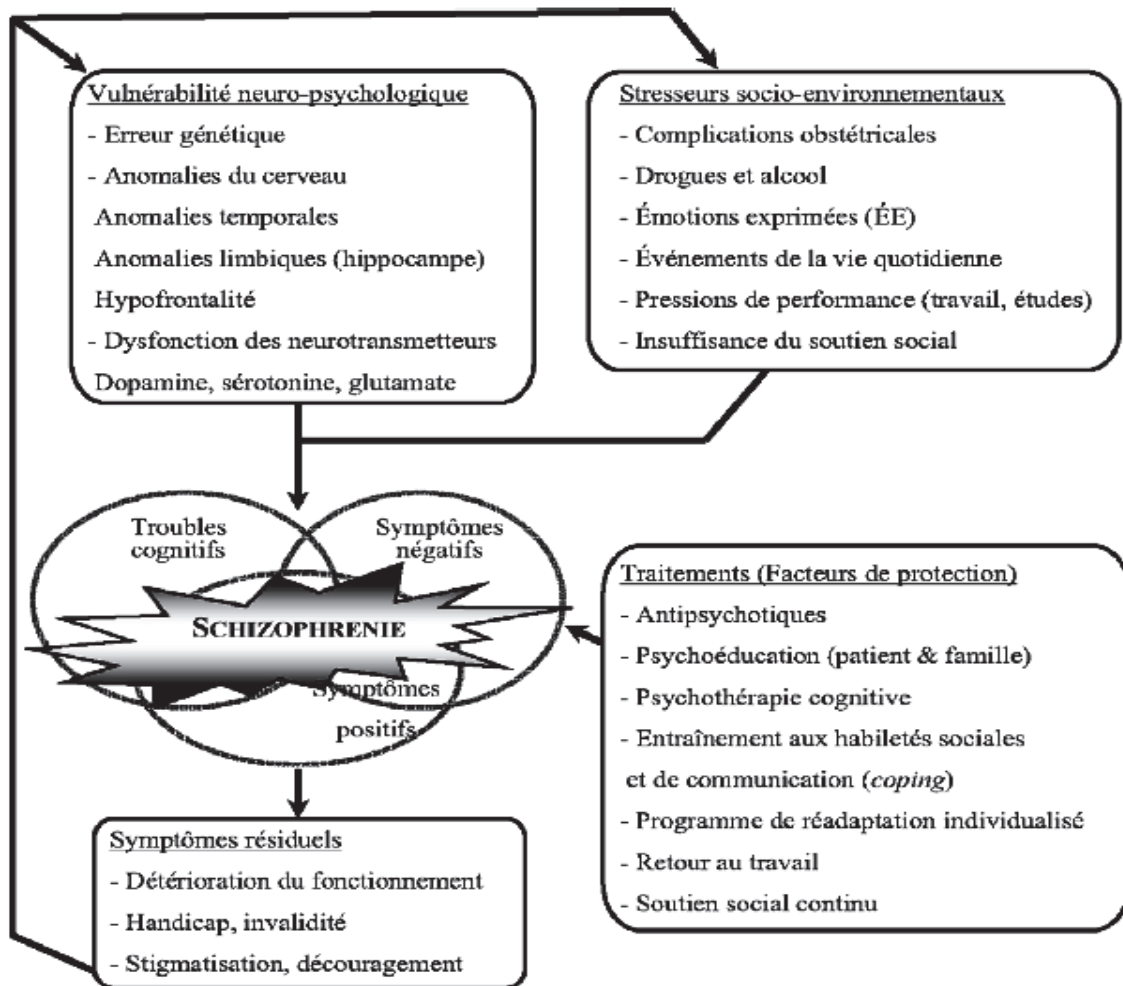 Vulnérabilité neuro-psychologique
- Erreur génétique
- Anomalies du cerveau
Anomalies temporales
Anomalies limbiques (hippocampe)
Hypofrontalité
- Dysfonction des neurotransmetteurs
Dopamine, sérotonine, glutamate
Stresseurs socio-environnementaux
- Complications obstétricales
- Drogues et alcool
- Émotions exprimées (ÉE)
- Événements de la vie quotidienne
- Pressions de performance (travail, études)
- Insuffisance du soutien social
Troubles
cognitifs
Symptômes
négatifs
SCHIZOPHRENIE
Symptômes
positifs
Traitements (Facteurs de protection)
- Antipsychotiques
- Psychoéducation (patient & famille)
- Psychothérapie cognitive
- Entraînement aux habiletés sociales
et de communication (coping)
- Programme de réadaptation individualisé
- Retour au travail
- Soutien social continu
Symptômes résiduels
- Détérioration du fonctionnement
- Handicap, invalidité
- Stigmatisation, découragement